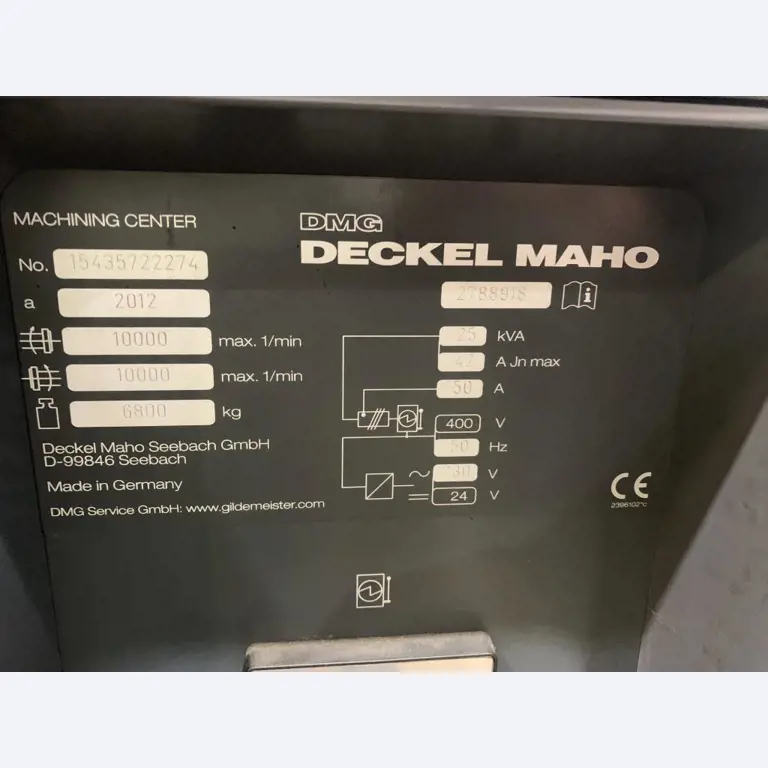 MACHINING CENTER
DMG
DECKEL MAHO
No. 15435722274
a 2012
10000 max. 1/min
10000 max. 1/min
6800 kg
Deckel Maho Seebach GmbH
D-99846 Seebach
Made in Germany
DMG Service GmbH: www.gildemeister.com
25 kVA
42 A Jn max
50 A
400 V
50 Hz
V
24 V
CE
2396102°c